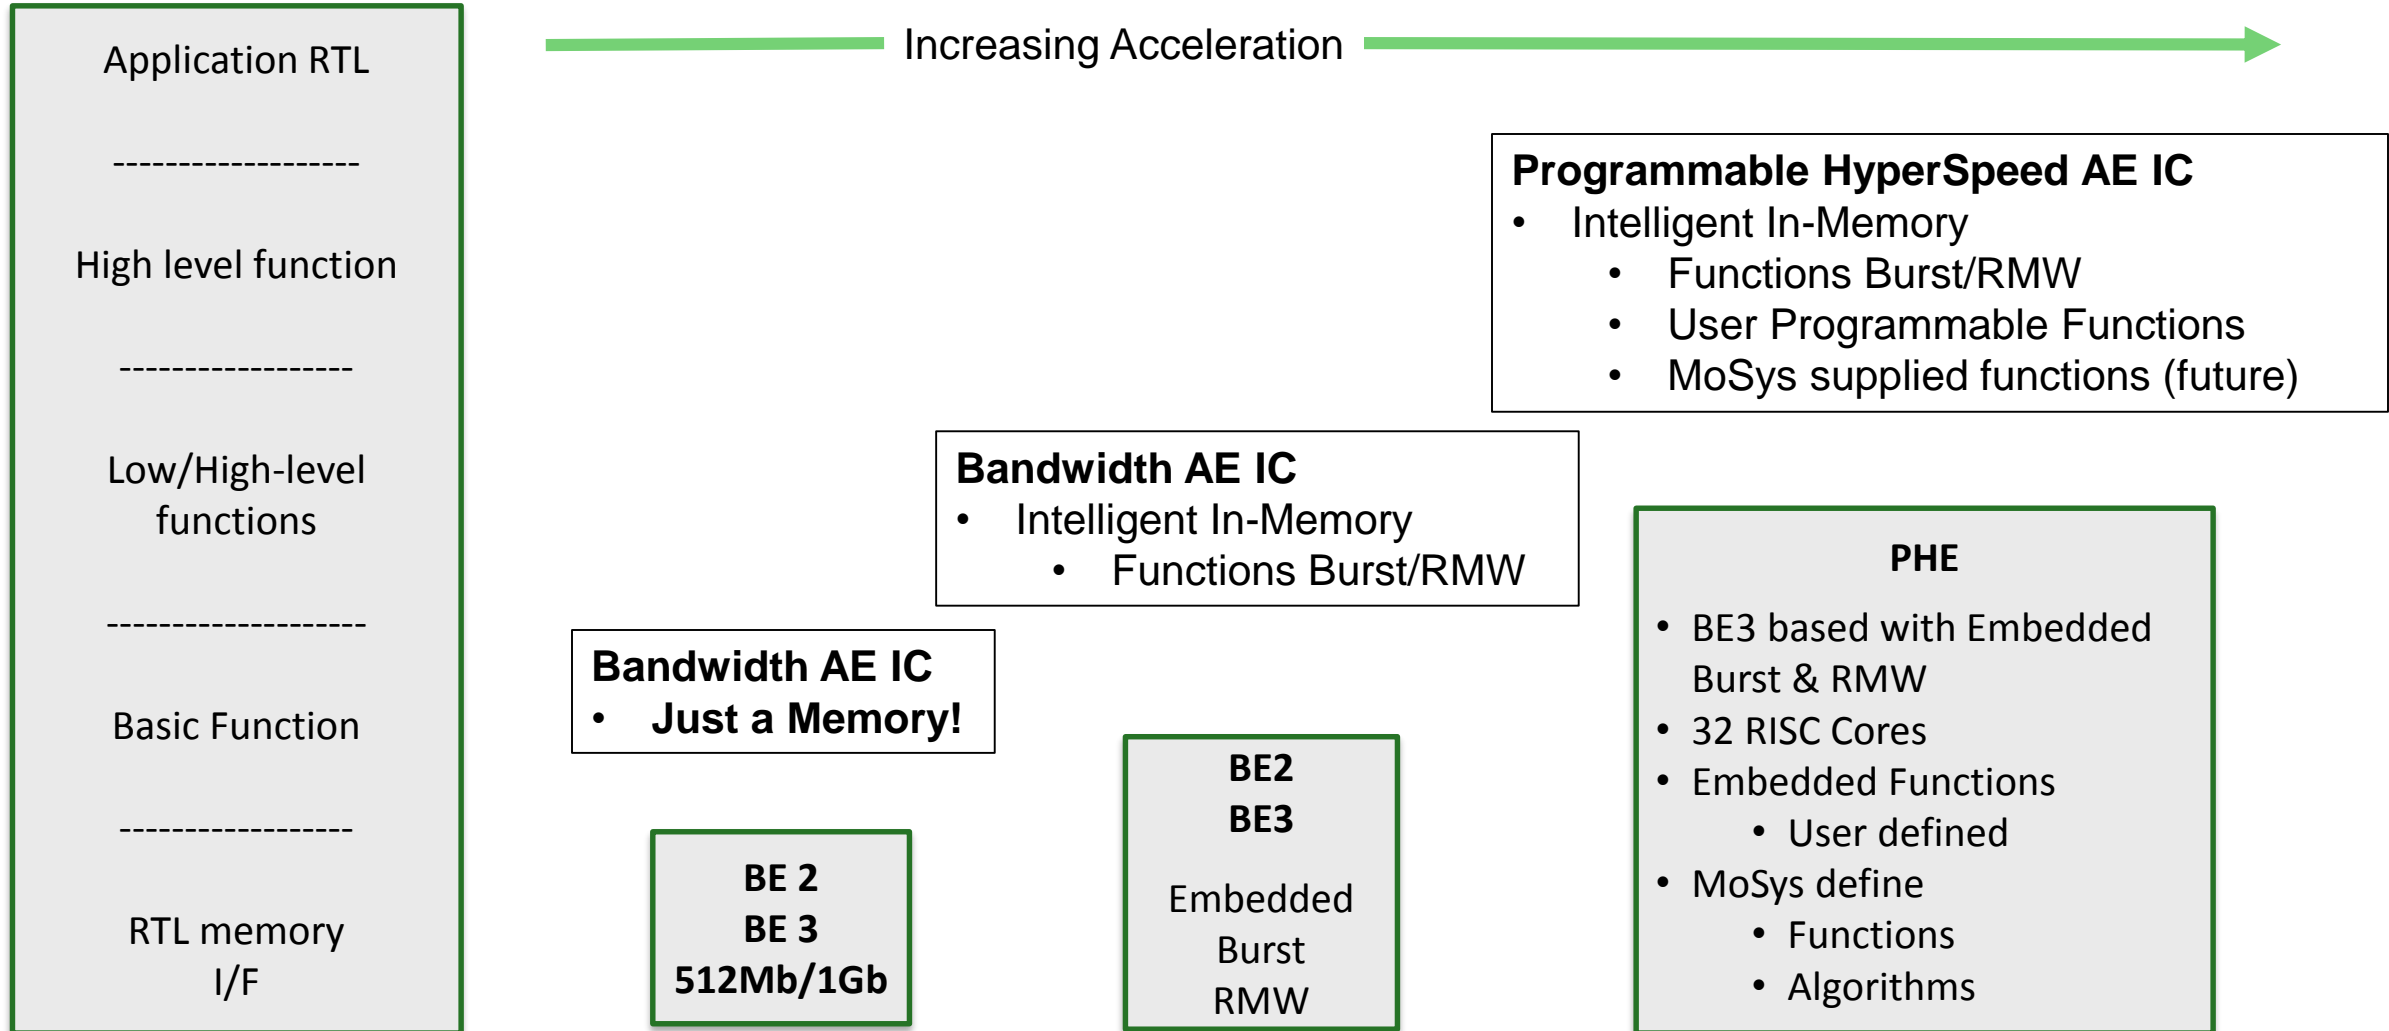 Application RTL
-------------------
High level function
------------------
Low/High-level
functions
--------------------
Basic Function
------------------
RTL memory
I/F
Increasing Acceleration
Programmable HyperSpeed AE IC
• Intelligent In-Memory
• Functions Burst/RMW
• User Programmable Functions
• MoSys supplied functions (future)
Bandwidth AE IC
• Intelligent In-Memory
• Functions Burst/RMW
Bandwidth AE IC
• Just a Memory!
BE 2
BE 3
512Mb/1Gb
BE2
BE3
Embedded
Burst
RMW
PHE
• BE3 based with Embedded
Burst & RMW
• 32 RISC Cores
• Embedded Functions
• User defined
• MoSys define
• Functions
• Algorithms